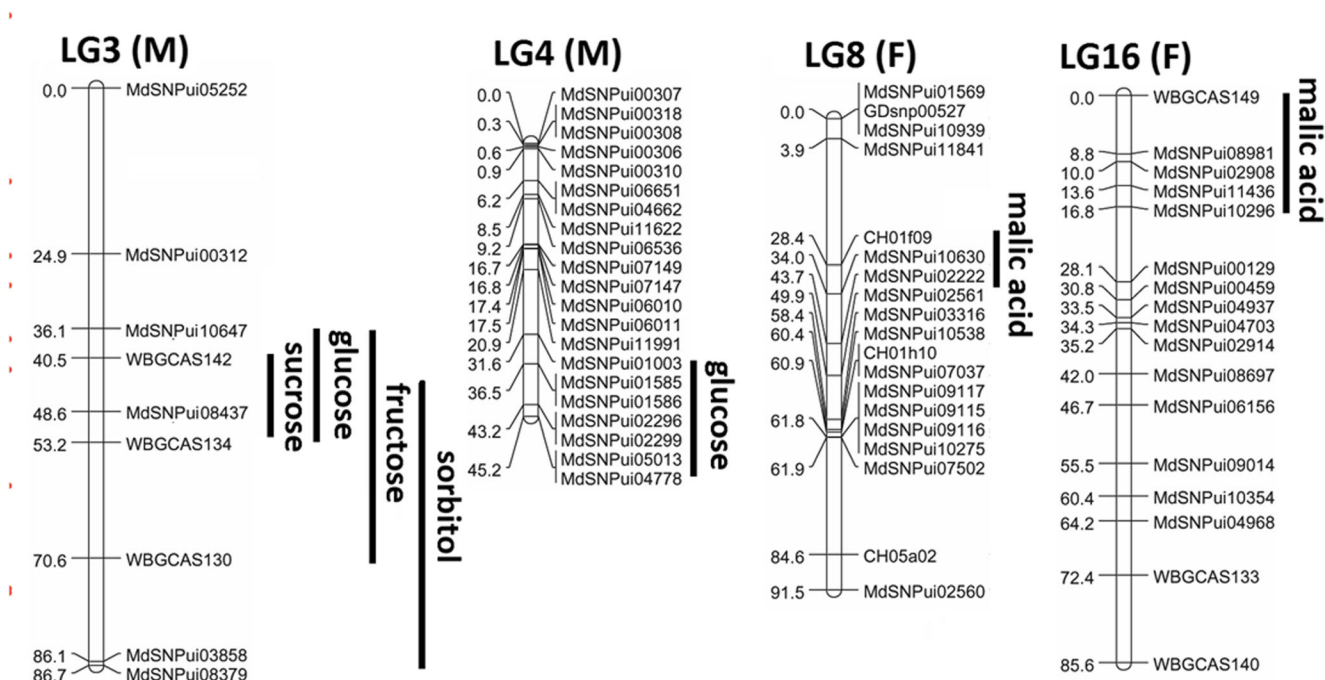 LG3 (M)
0.0 MdSNPui05252
24.9 MdSNPui00312
36.1 MdSNPui10647
40.5 WBGCAS142
48.6 MdSNPui08437
53.2 WBGCAS134
70.6 WBGCAS130
86.1 MdSNPui03858
86.7 MdSNPui08379
sucrose
glucose
fructose
sorbitol
LG4 (M)
0.0 MdSNPui00307
MdSNPui00318
0.3 MdSNPui00308
0.6 MdSNPui00306
0.9 MdSNPui00310
MdSNPui06651
6.2 MdSNPui04662
8.5 MdSNPui11622
9.2 MdSNPui06536
16.7 MdSNPui07149
16.8 MdSNPui07147
17.4 MdSNPui06010
17.5 MdSNPui06011
20.9 MdSNPui11991
31.6 MdSNPui01003
MdSNPui01585
36.5 MdSNPui01586
MdSNPui02296
43.2 MdSNPui02299
MdSNPui05013
45.2 MdSNPui04778
glucose
LG8 (F)
MdSNPui01569
0.0 GDsnp00527
MdSNPui10939
3.9 MdSNPui11841
28.4 CH01f09
34.0 MdSNPui10630
43.7 MdSNPui02222
49.9 MdSNPui02561
58.4 MdSNPui03316
60.4 MdSNPui10538
CH01h10
60.9 MdSNPui07037
MdSNPui09117
MdSNPui09115
61.8 MdSNPui09116
MdSNPui10275
61.9 MdSNPui07502
84.6 CH05a02
91.5 MdSNPui02560
malic acid
LG16 (F)
0.0 WBGCAS149
8.8 MdSNPui08981
10.0 MdSNPui02908
13.6 MdSNPui11436
16.8 MdSNPui10296
28.1 MdSNPui00129
30.8 MdSNPui00459
33.5 MdSNPui04937
34.3 MdSNPui04703
35.2 MdSNPui02914
42.0 MdSNPui08697
46.7 MdSNPui06156
55.5 MdSNPui09014
60.4 MdSNPui10354
64.2 MdSNPui04968
72.4 WBGCAS133
85.6 WBGCAS140
malic acid